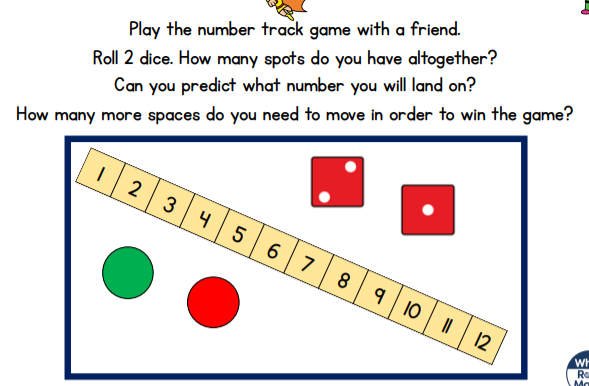 Play the number track game with a friend.
Roll 2 dice. How many spots do you have altogether?
Can you predict what number you will land on?
How many more spaces do you need to move in order to win the game?
1 2 3 4 5 6 7 8 9 10 11 12